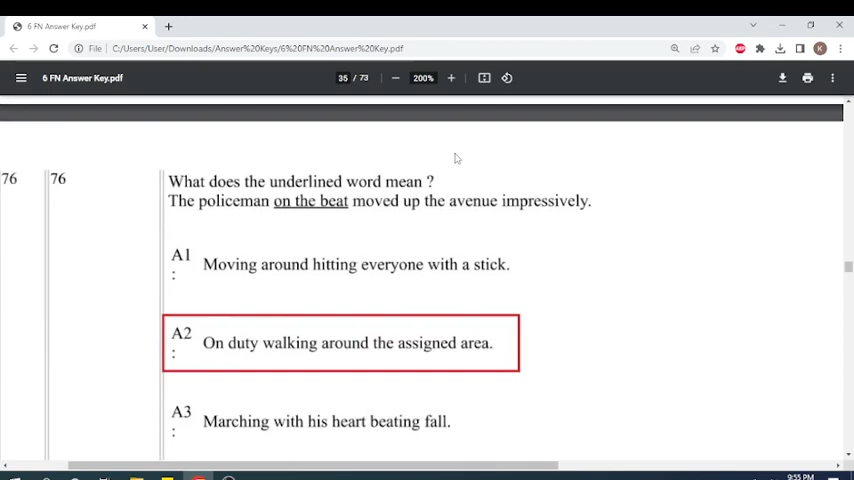 6 FN Answer Key.pdf
File C:/Users/User/Downloads/Answer%20Keys/6%20FN%20Answer%20Key.pdf
ABP
K
6 FN Answer Key.pdf 35 / 73 200%
76 76 What does the underlined word mean ?
The policeman on the beat moved up the avenue impressively.
A1 : Moving around hitting everyone with a stick.
A2 : On duty walking around the assigned area.
A3 : Marching with his heart beating fall.
9:55 PM